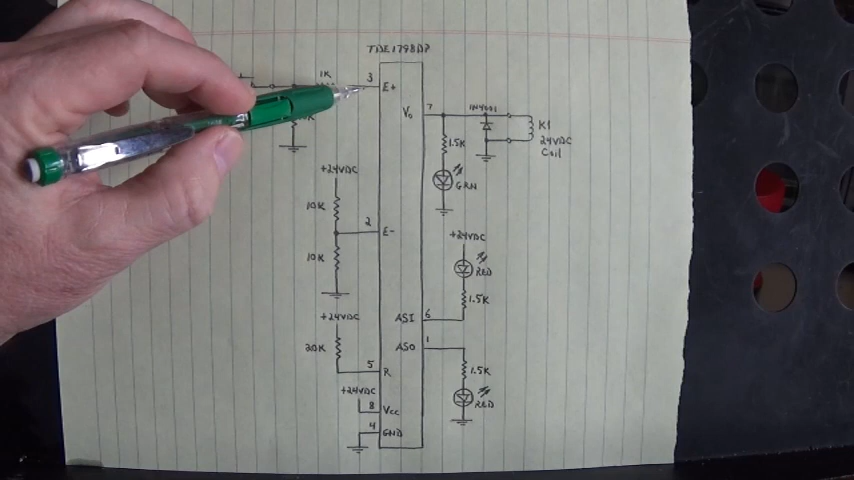 TDE1798DP
1K
3
E+
7
Vo
1N4001
K1
24VDC
Coil
1.5K
GRN
+24VDC
10K
2
E-
10K
+24VDC
RED
1.5K
+24VDC
20K
5
R
ASI
6
ASO
1
1.5K
RED
+24VDC
8
Vcc
4
GND